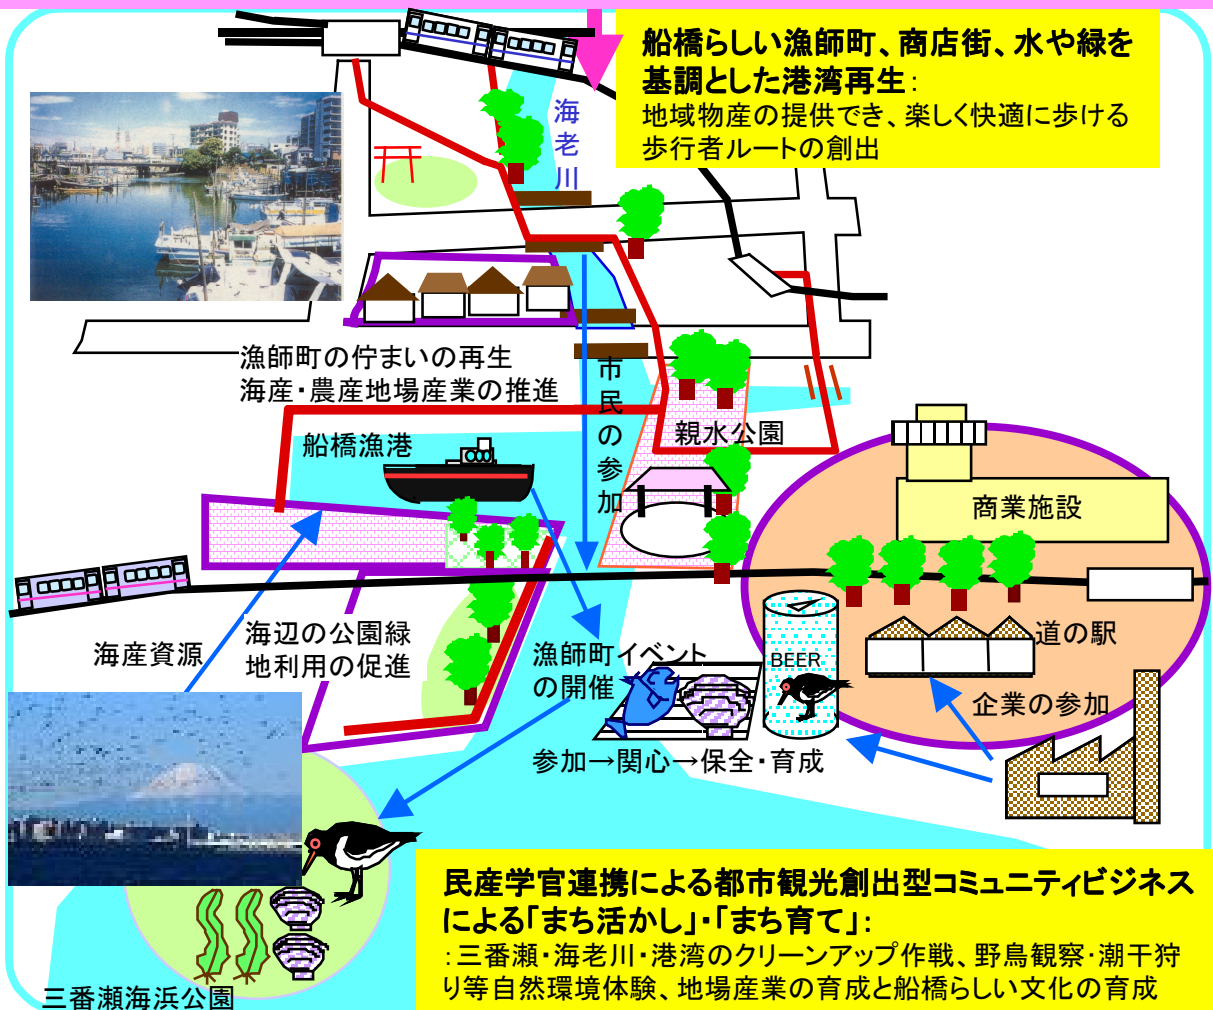 船橋らしい漁師町、商店街、水や緑を
基調とした港湾再生:
地域物産の提供でき、楽しく快適に歩ける
歩行者ルートの創出
海老川
漁師町の佇まいの再生
海産・農産地場産業の推進
市民の参加
親水公園
船橋漁港
商業施設
海産資源
海辺の公園緑
地利用の促進
漁師町イベント
の開催
BEER
道の駅
企業の参加
参加→関心→保全・育成
民産学官連携による都市観光創出型コミュニティビジネス
による「まち活かし」・「まち育て」:
:三番瀬・海老川・港湾のクリーンアップ作戦、野鳥観察・潮干狩
り等自然環境体験、地場産業の育成と船橋らしい文化の育成
三番瀬海浜公園